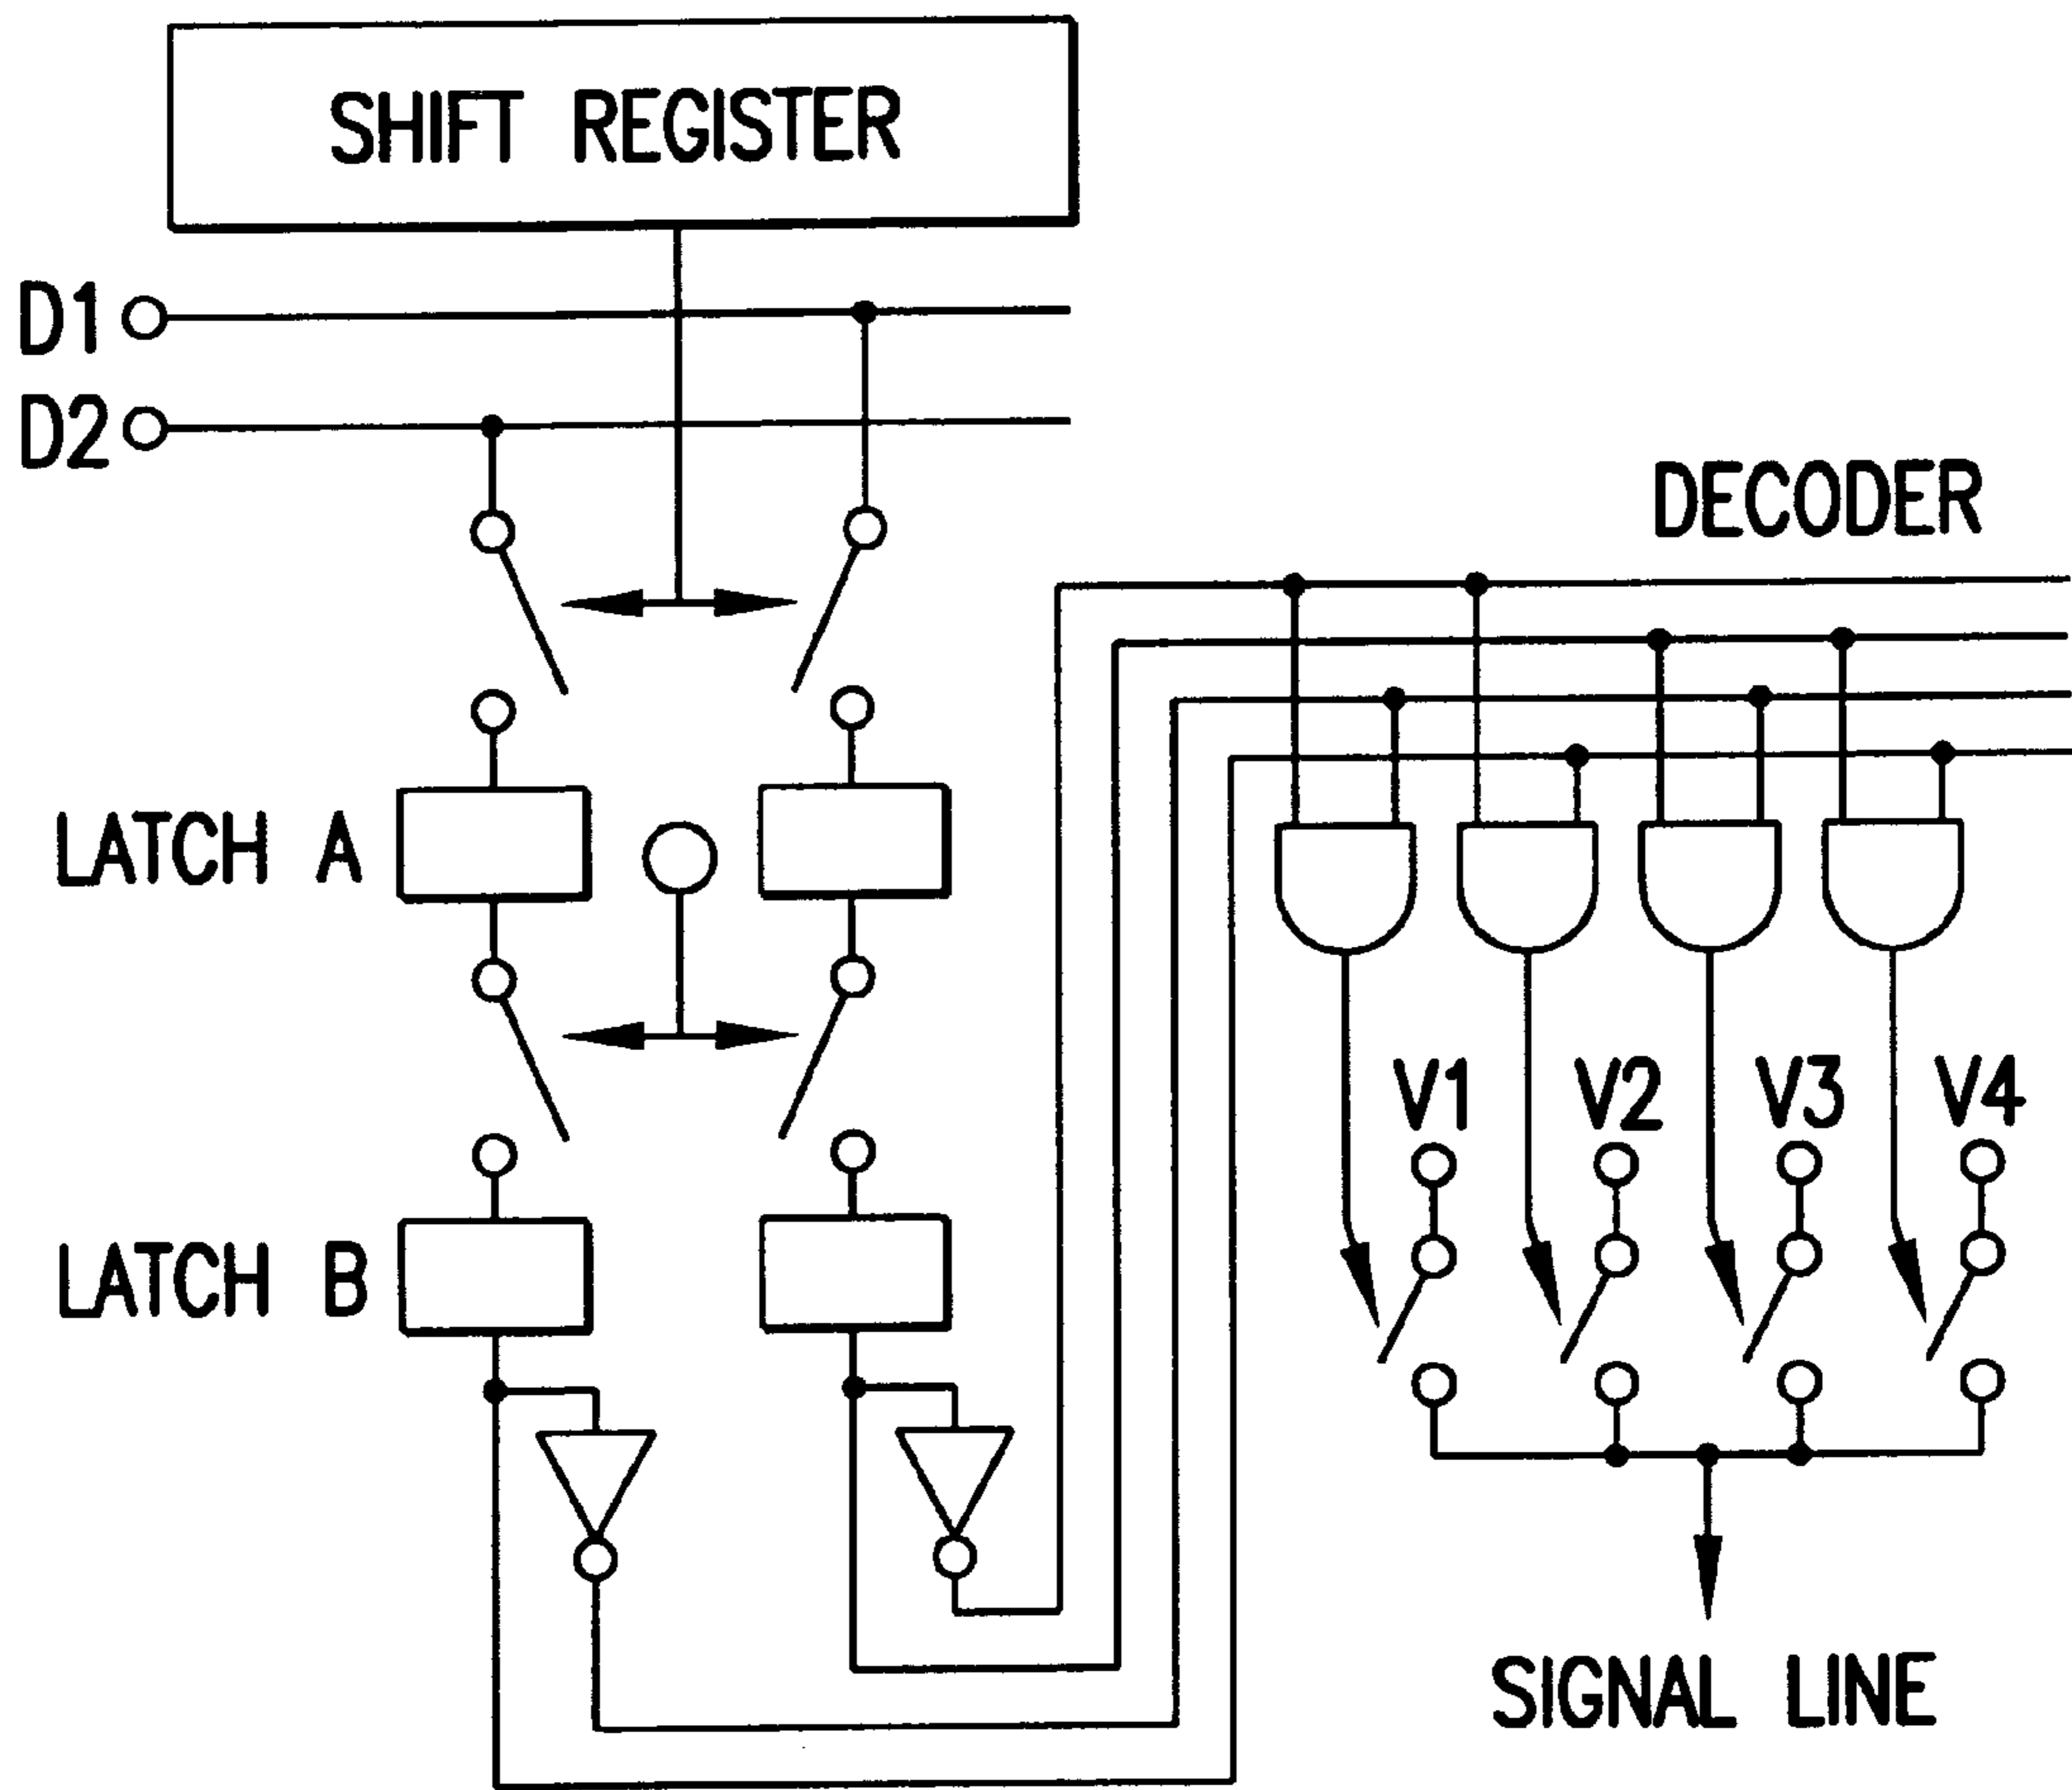 SHIFT REGISTER
D1
D2
DECODER
LATCH A
V1 V2 V3 V4
LATCH B
SIGNAL LINE